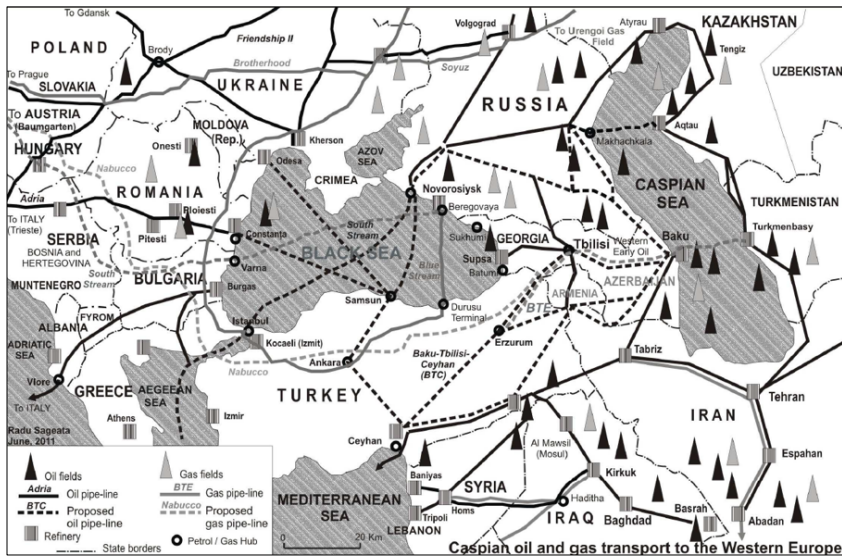 To Gdansk
POLAND
Brody
Friendship II
To Prague
SLOVAKIA
UKRAINE
Brotherhood
Volgograd
Soyuz
To Urengoi Gas
Field
Atyrau
KAZAKHSTAN
Tengiz
UZBEKISTAN
RUSSIA
To AUSTRIA
(Baumgarten)
HUNGARY
MOLDOVA
(Rep.)
Onesti
Nabucco
Kherson
Odesa
AZOV
SEA
CRIMEA
Makhachkala
Aqtau
ROMANIA
Adria
To ITALY
(Trieste)
Ploiesti
Pitesti
Constanța
Novorosiysk
Beregovaya
CASPIAN
SEA
TURKMENISTAN
Turkmenbasy
SERBIA
BOSNIA and
HERTEGOVINA
South
Stream
BLACK SEA
South
Stream
Blue
Stream
Sukhumi
Supsa
Batumi
GEORGIA
Tbilisi
Western
Early Oil
Baku
MUNTENEGRO
BULGARIA
Varna
Burgas
Samsun
Durusu
Terminal
ARMENIA
AZERBAIJAN
BTE
ALBANIA
FYROM
ADRIATIC
SEA
Vlore
To ITALY
Istanbul
Kocaeli (Izmit)
Nabucco
Ankara
Erzurum
Baku-Tbilisi-
Ceyhan
(BTC)
Tabriz
Tehran
GREECE
AEGEEAN
SEA
Athens
Izmir
TURKEY
IRAN
Radu Sageata
June, 2011
Ceyhan
Al Mawsil
(Mosul)
Kirkuk
Espahan
MEDITERRANEAN
SEA
Baniyas
SYRIA
Tripoli
LEBANON
Homs
Haditha
IRAQ
Baghdad
Basrah
Abadan
Oil fields
Gas fields
Adria
Oil pipe-line
BTE
Gas pipe-line
BTC
Proposed
oil pipe-line
Nabucco
Proposed
gas pipe-line
Refinery
Petrol / Gas Hub
State borders
0
20 Km
Caspian oil and gas transport to the Western Europe